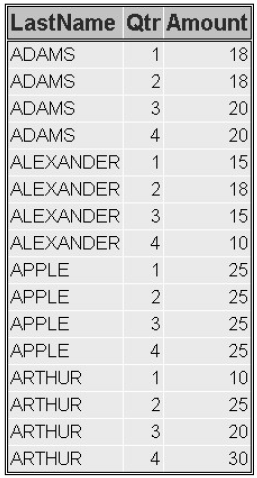 LastName Qtr Amount
ADAMS 1 18
ADAMS 2 18
ADAMS 3 20
ADAMS 4 20
ALEXANDER 1 15
ALEXANDER 2 18
ALEXANDER 3 15
ALEXANDER 4 10
APPLE 1 25
APPLE 2 25
APPLE 3 25
APPLE 4 25
ARTHUR 1 10
ARTHUR 2 25
ARTHUR 3 20
ARTHUR 4 30